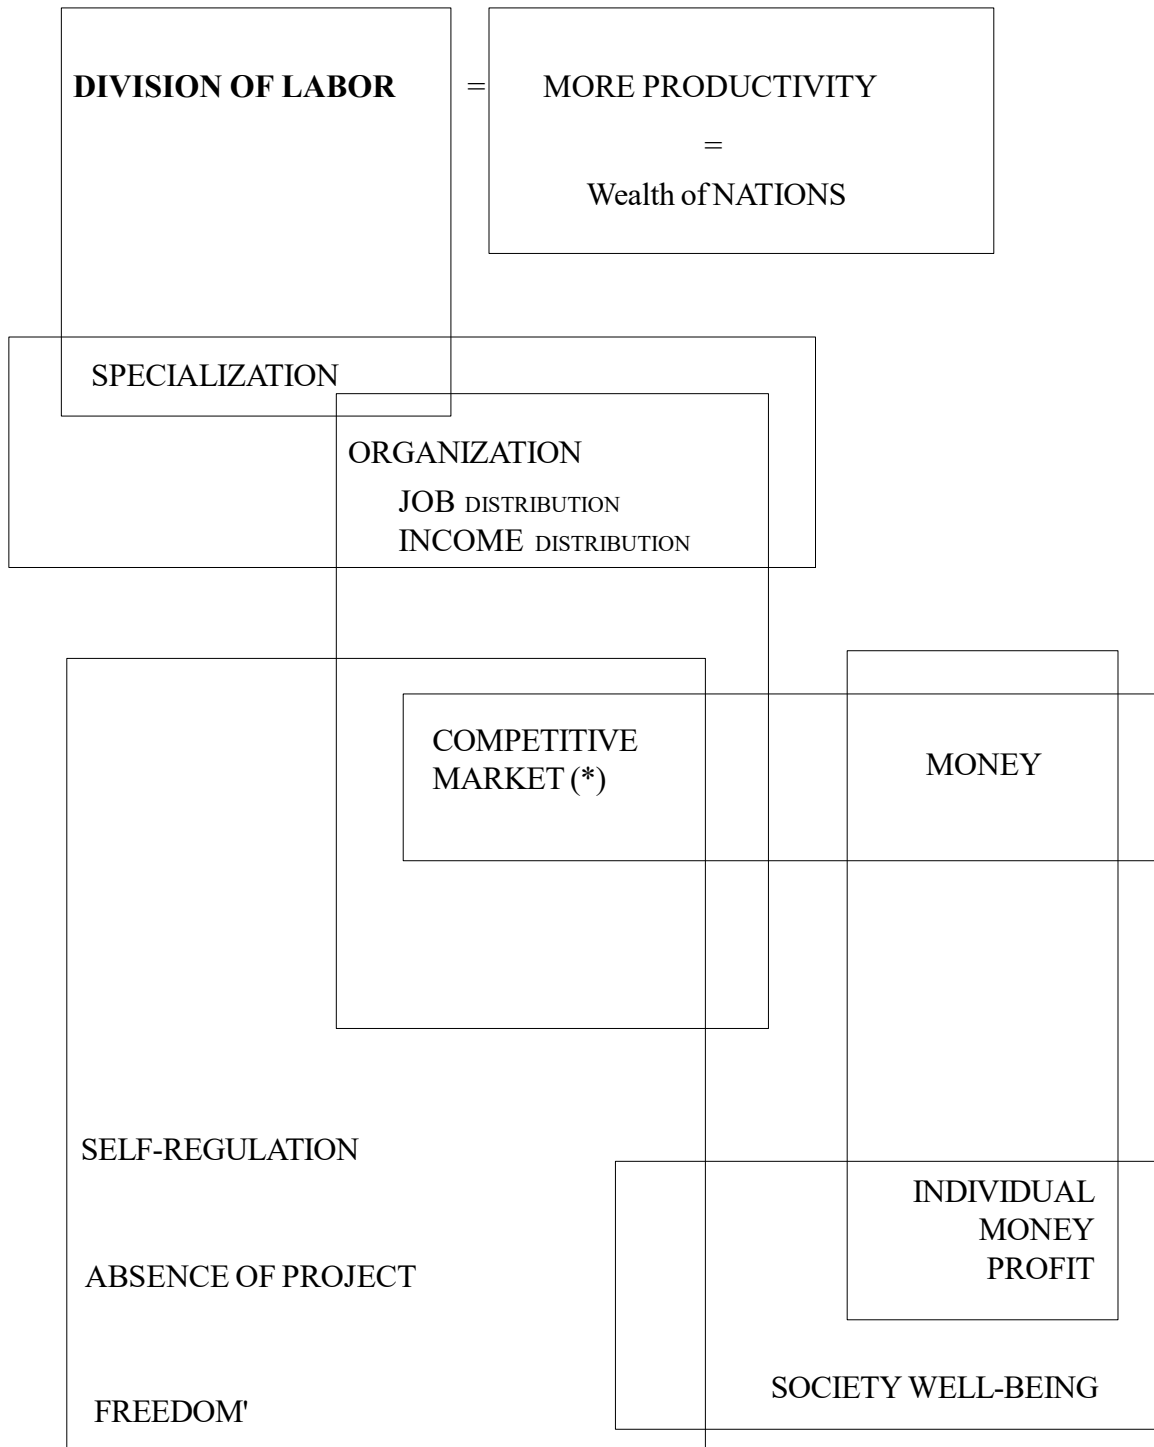 DIVISION OF LABOR = MORE PRODUCTIVITY
=
Wealth of NATIONS
SPECIALIZATION
ORGANIZATION
JOB DISTRIBUTION
INCOME DISTRIBUTION
COMPETITIVE
MARKET (*)
MONEY
SELF-REGULATION
ABSENCE OF PROJECT
FREEDOM'
INDIVIDUAL
MONEY
PROFIT
SOCIETY WELL-BEING